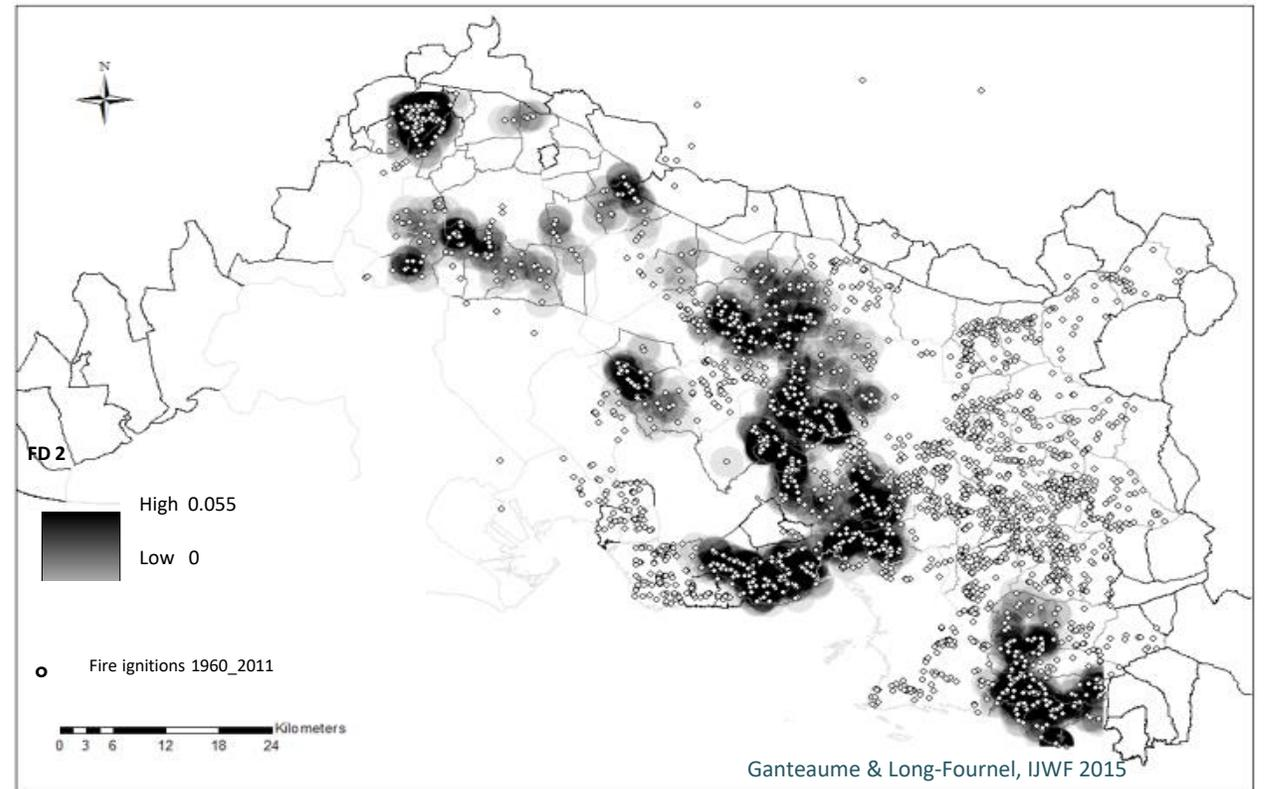 N
FD 2
High 0.055
Low 0
Fire ignitions 1960_2011
Kilometers
0 3 6 12 18 24
Ganteaume & Long-Fournel, IJWF 2015